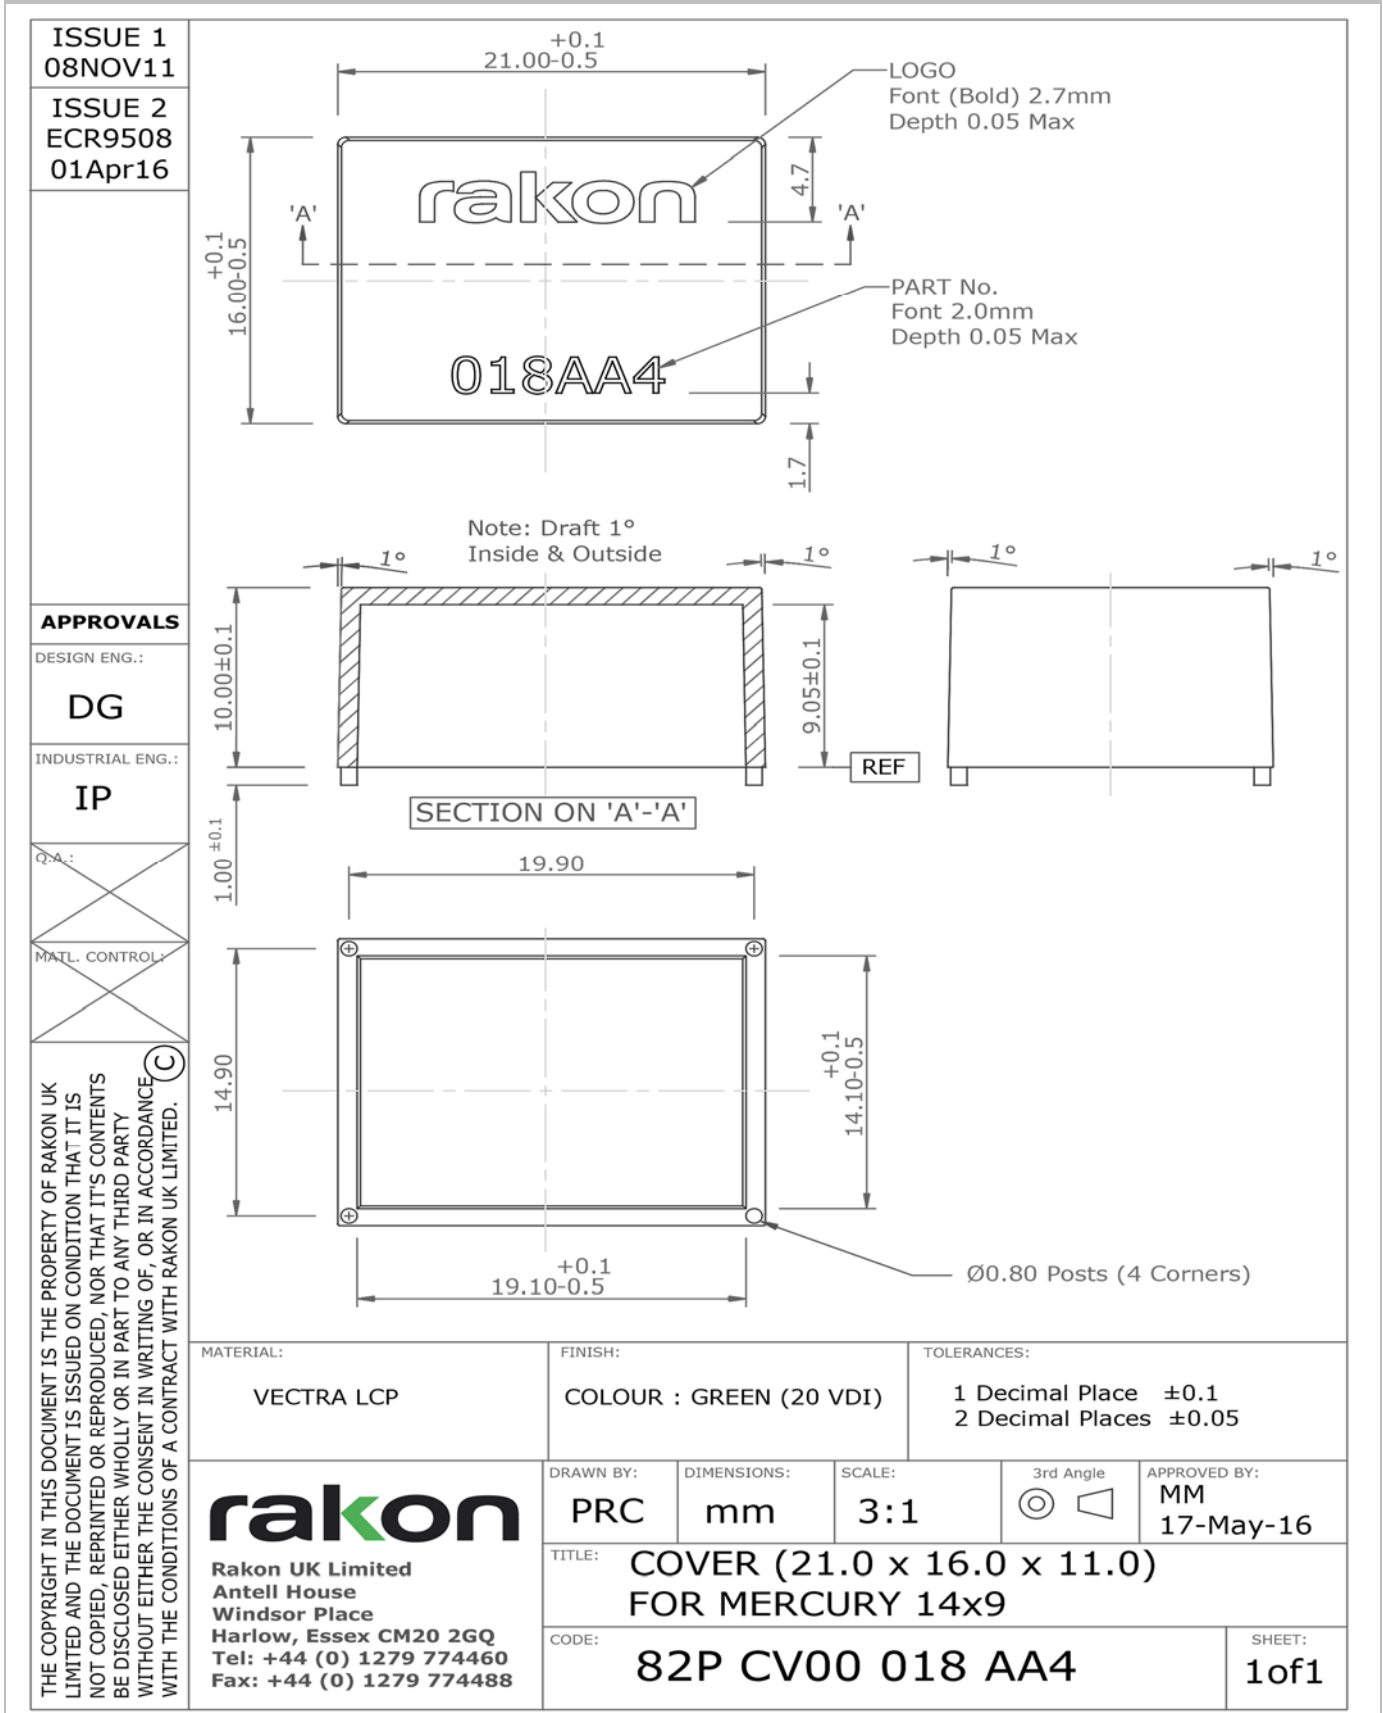 ISSUE 1
08NOV11
ISSUE 2
ECR9508
01Apr16
+0.1
21.00-0.5
LOGO
Font (Bold) 2.7mm
Depth 0.05 Max
4.7
rakon
'A'
'A'
+0.1
16.00-0.5
PART No.
Font 2.0mm
Depth 0.05 Max
018AA4
1.7
Note: Draft 1°
Inside & Outside
1°
1°
1°
1°
10.00±0.1
9.05±0.1
REF
SECTION ON 'A'-'A'
1.00 ±0.1
19.90
14.90
+0.1
14.10-0.5
+0.1
19.10-0.5
Ø0.80 Posts (4 Corners)
APPROVALS
DESIGN ENG.:
DG
INDUSTRIAL ENG.:
IP
Q.A.:
MATL. CONTROL:
©
THE COPYRIGHT IN THIS DOCUMENT IS THE PROPERTY OF RAKON UK
LIMITED AND THE DOCUMENT IS ISSUED ON CONDITION THAT IT IS
NOT COPIED, REPRINTED OR REPRODUCED, NOR THAT IT'S CONTENTS
BE DISCLOSED EITHER WHOLLY OR IN PART TO ANY THIRD PARTY
WITHOUT EITHER THE CONSENT IN WRITING OF, OR IN ACCORDANCE
WITH THE CONDITIONS OF A CONTRACT WITH RAKON UK LIMITED.
MATERIAL:
VECTRA LCP
FINISH:
COLOUR : GREEN (20 VDI)
TOLERANCES:
1 Decimal Place ±0.1
2 Decimal Places ±0.05
rakon
Rakon UK Limited
Antell House
Windsor Place
Harlow, Essex CM20 2GQ
Tel: +44 (0) 1279 774460
Fax: +44 (0) 1279 774488
DRAWN BY:
PRC
DIMENSIONS:
mm
SCALE:
3:1
3rd Angle
APPROVED BY:
MM
17-May-16
TITLE:
COVER (21.0 x 16.0 x 11.0)
FOR MERCURY 14x9
CODE:
82P CV00 018 AA4
SHEET:
1of1